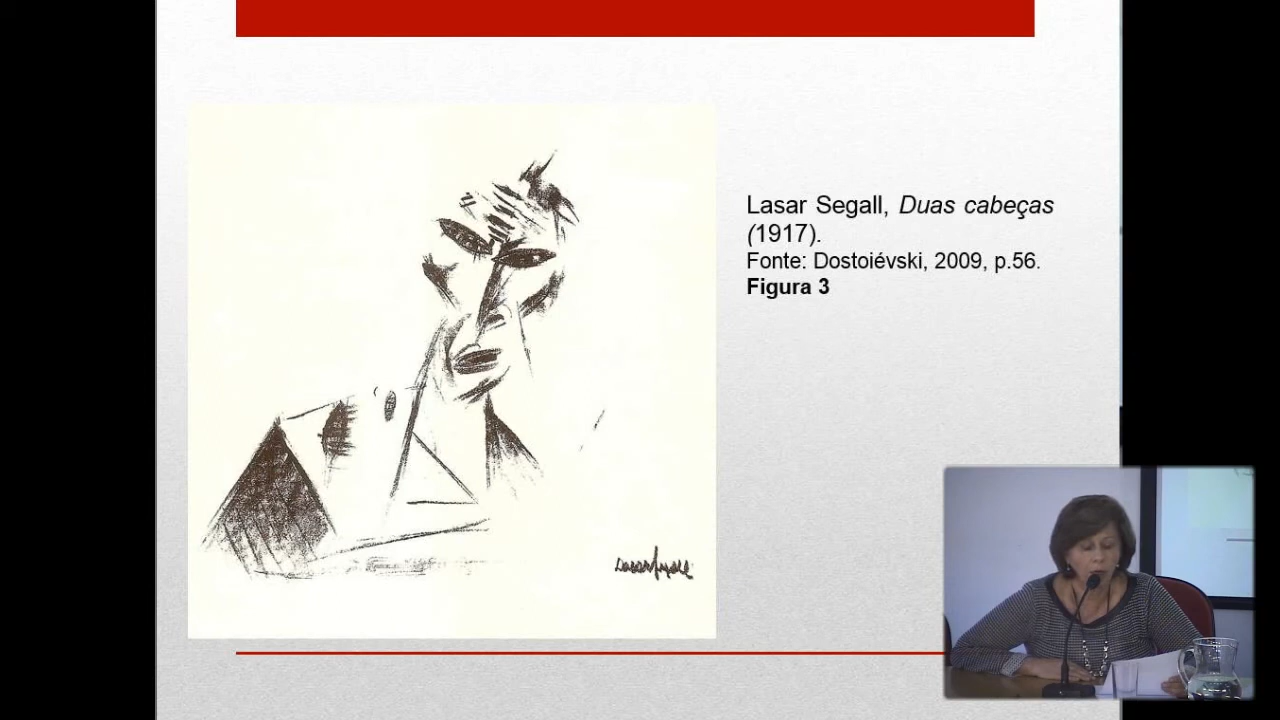 Lasar Segall, Duas cabeças
(1917).
Fonte: Dostoiévski, 2009, p.56.
Figura 3